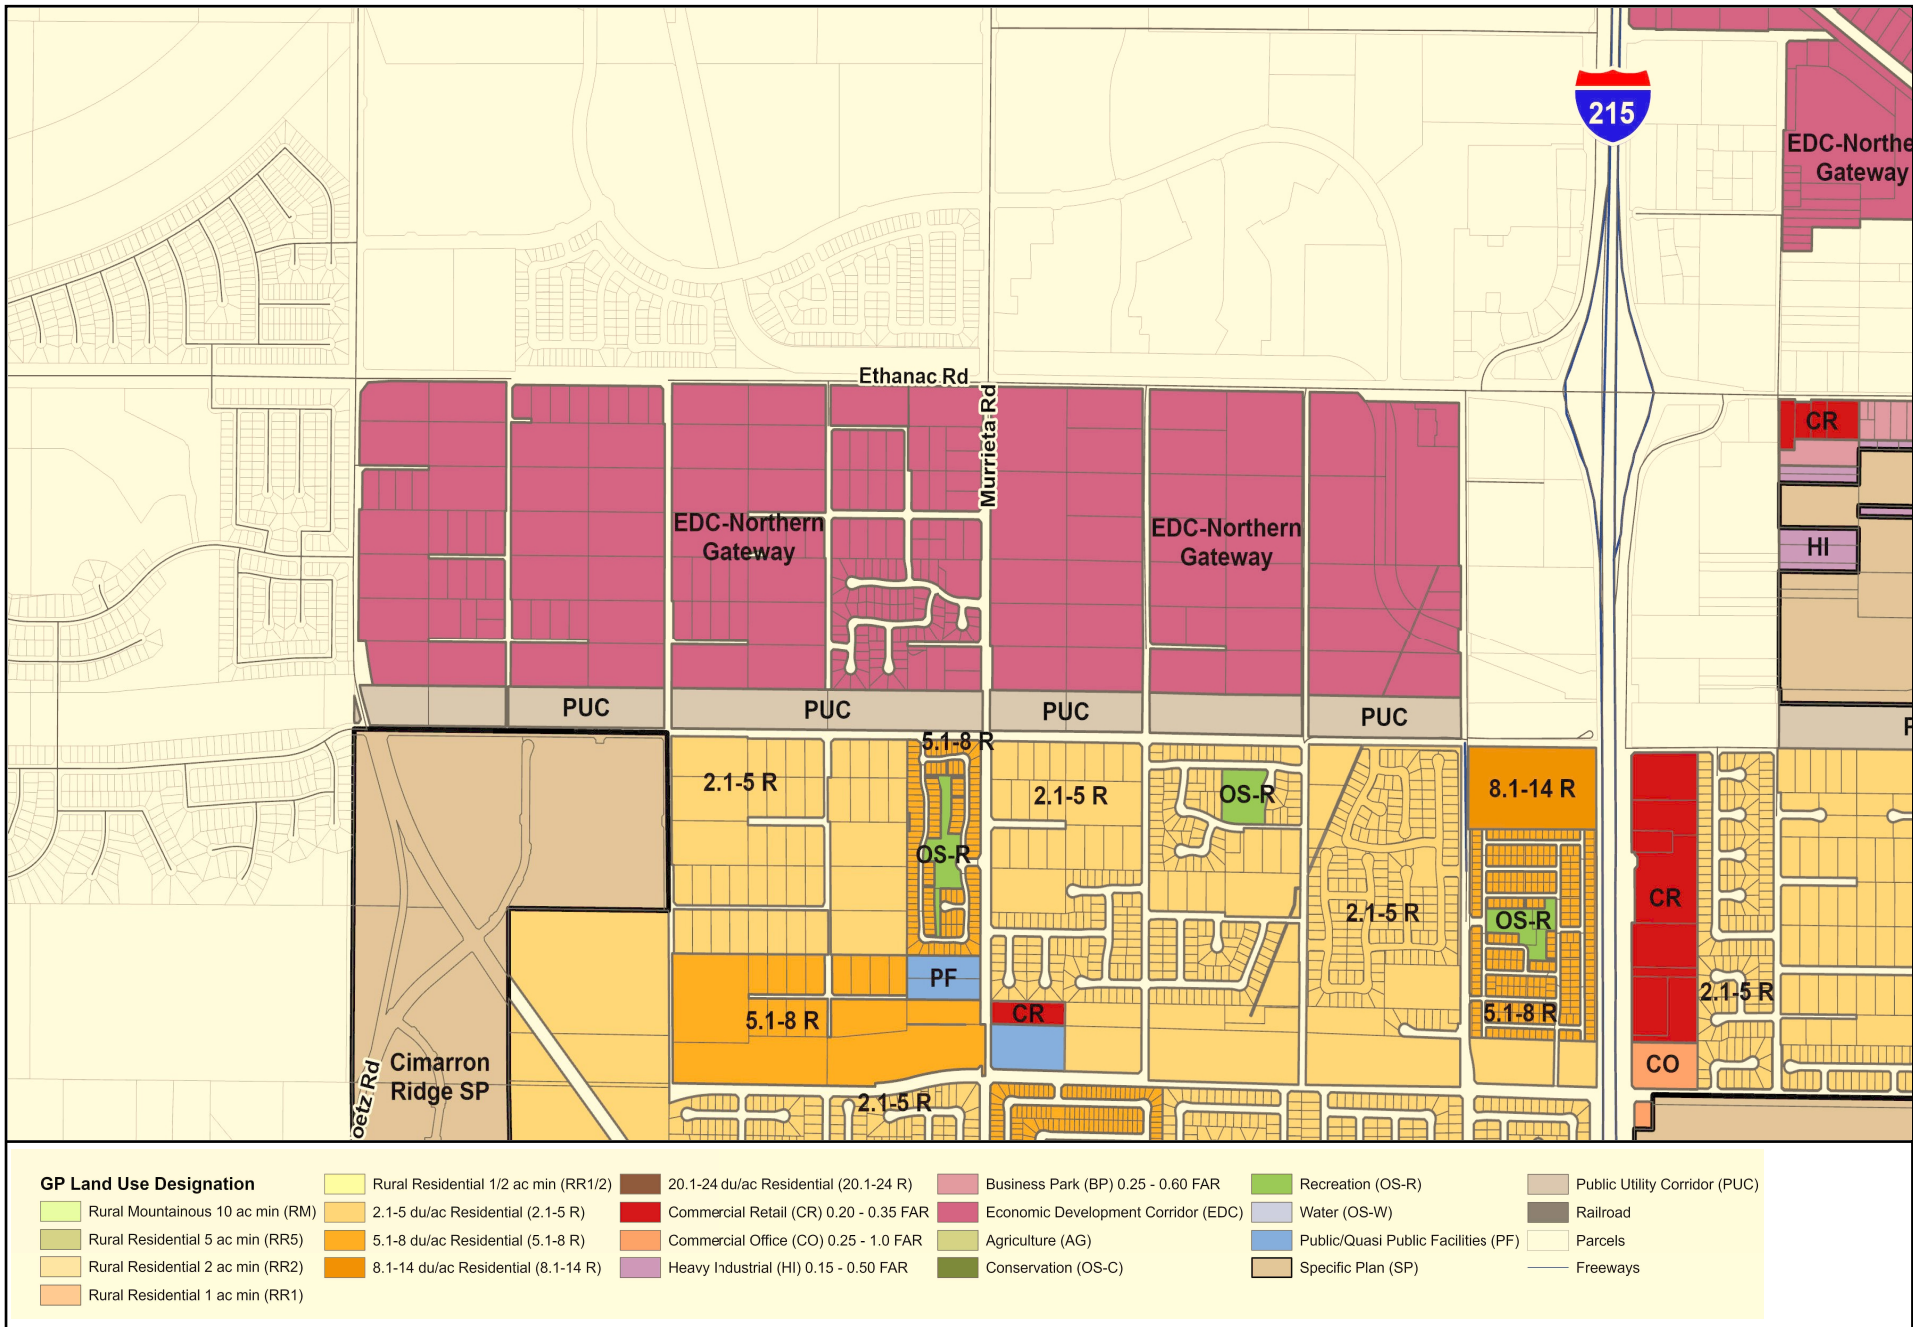 215
EDC-Northe
Gateway
Ethanac Rd
Murrieta Rd
CR
EDC-Northern
Gateway
EDC-Northern
Gateway
HI
PUC
PUC
PUC
PUC
P
5.1-8 R
2.1-5 R
2.1-5 R
OS-R
8.1-14 R
OS-R
CR
2.1-5 R
OS-R
PF
2.1-5 R
CR
5.1-8 R
5.1-8 R
Cimarron
Ridge SP
CO
oetz Rd
2.1-5 R
GP Land Use Designation
Rural Mountainous 10 ac min (RM)
Rural Residential 5 ac min (RR5)
Rural Residential 2 ac min (RR2)
Rural Residential 1 ac min (RR1)
Rural Residential 1/2 ac min (RR1/2)
2.1-5 du/ac Residential (2.1-5 R)
5.1-8 du/ac Residential (5.1-8 R)
8.1-14 du/ac Residential (8.1-14 R)
20.1-24 du/ac Residential (20.1-24 R)
Commercial Retail (CR) 0.20 - 0.35 FAR
Commercial Office (CO) 0.25 - 1.0 FAR
Heavy Industrial (HI) 0.15 - 0.50 FAR
Business Park (BP) 0.25 - 0.60 FAR
Economic Development Corridor (EDC)
Agriculture (AG)
Conservation (OS-C)
Recreation (OS-R)
Water (OS-W)
Public/Quasi Public Facilities (PF)
Specific Plan (SP)
Public Utility Corridor (PUC)
Railroad
Parcels
Freeways